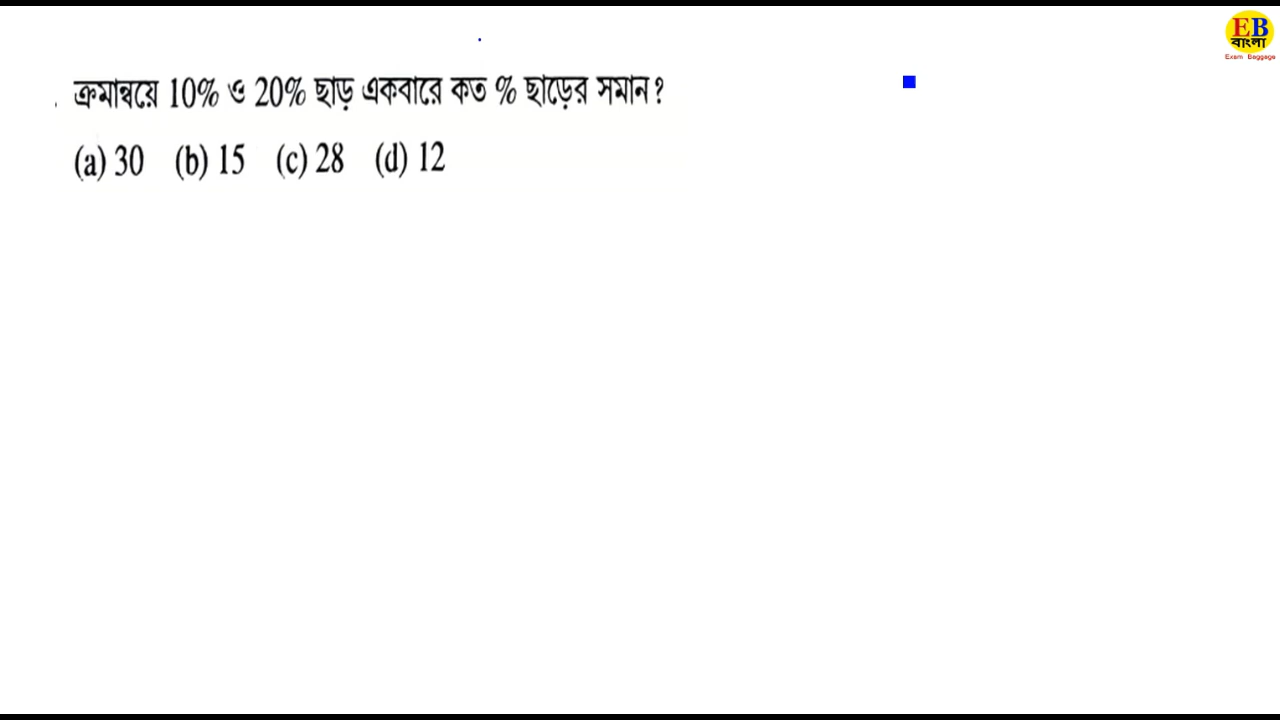 EB
বাংলা
Exam Baggage
ক্রমান্বয়ে 10% ও 20% ছাড় একবারে কত % ছাড়ের সমান?
(a) 30 (b) 15 (c) 28 (d) 12